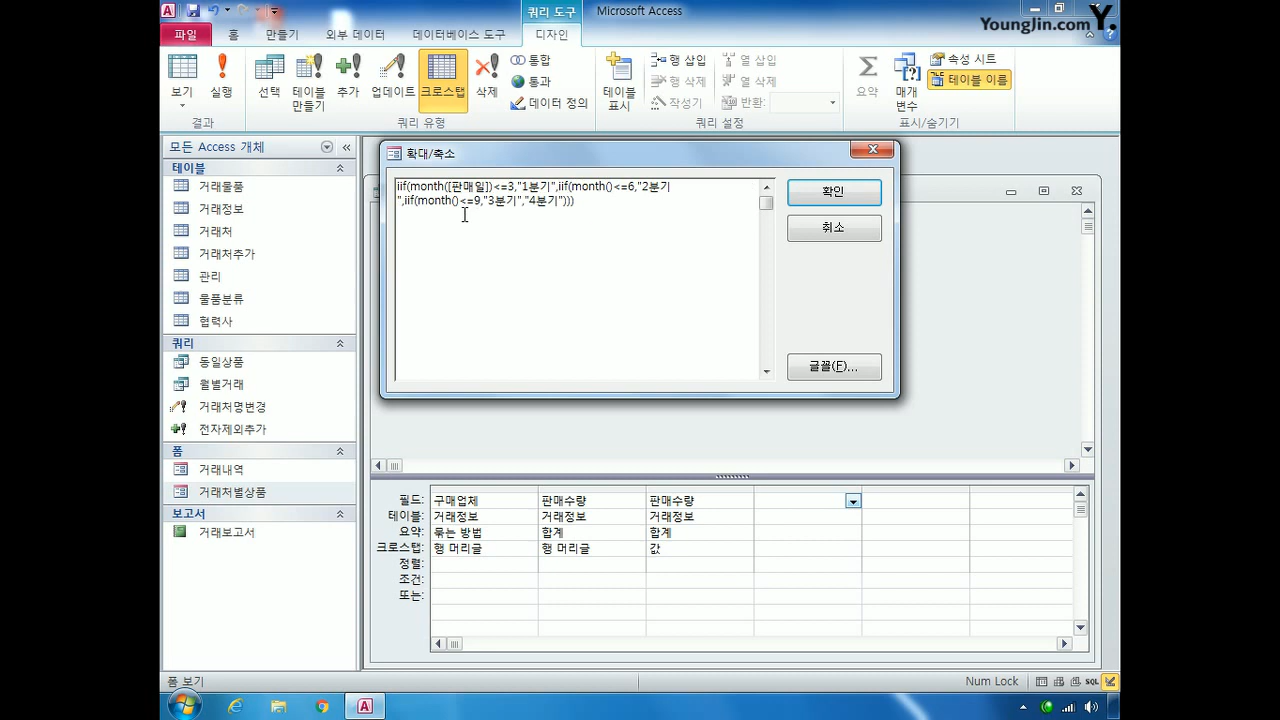 쿼리 도구
Microsoft Access
YoungJin.com Y.
파일
홈
만들기
외부 데이터
데이터베이스 도구
디자인
보기
실행
선택
테이블
만들기
추가
업데이트
크로스탭
삭제
통합
통과
데이터 정의
테이블
표시
행 삽입
행 삭제
작성기
열 삽입
열 삭제
반환:
요약
매개
변수
속성 시트
테이블 이름
결과
쿼리 유형
쿼리 설정
표시/숨기기
모든 Access 개체
테이블
거래물품
거래정보
거래처
거래처추가
관리
물품분류
협력사
쿼리
동일상품
월별거래
거래처명변경
전자제외추가
폼
거래내역
거래처별상품
보고서
거래보고서
확대/축소
iif(month([판매일])<=3,"1분기",iif(month()<=6,"2분기
",iif(month()<=9,"3분기","4분기")))
확인
취소
글꼴(F)...
필드: 구매업체 판매수량 판매수량
테이블: 거래정보 거래정보 거래정보
요약: 묶는 방법 합계 합계
크로스탭: 행 머리글 행 머리글 값
정렬:
조건:
또는:
폼 보기
Num Lock
SQL